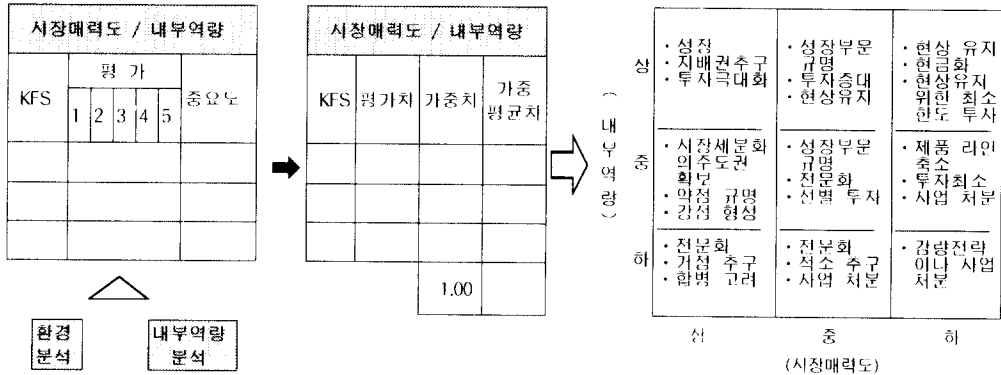 시장매력도 / 내부역량
KFS
평 가
중요도
1 2 3 4 5
환경
분석
내부역량
분석
시장매력도 / 내부역량
KFS
평가치
가중치
가중
평균치
1.00
(내부역량)
상
· 성장
· 지배권추구
· 투자극대화
· 성장부문
규명
· 투자증대
· 현상유지
· 현상 유지
· 현금화
· 현상유지
위한 최소
한도 투자
중
· 시장세분화
의주도권
확보
· 약점 규명
· 강점 형성
· 성장부문
규명
· 전문화
· 선별 투자
· 제품 라인
축소
· 투자최소
· 사업 처분
하
· 전문화
· 거점 추구
· 합병 고려
· 전문화
· 적소 추구
· 사업 처분
· 감량전략
이나 사업
처분
상 중 하
(시장매력도)